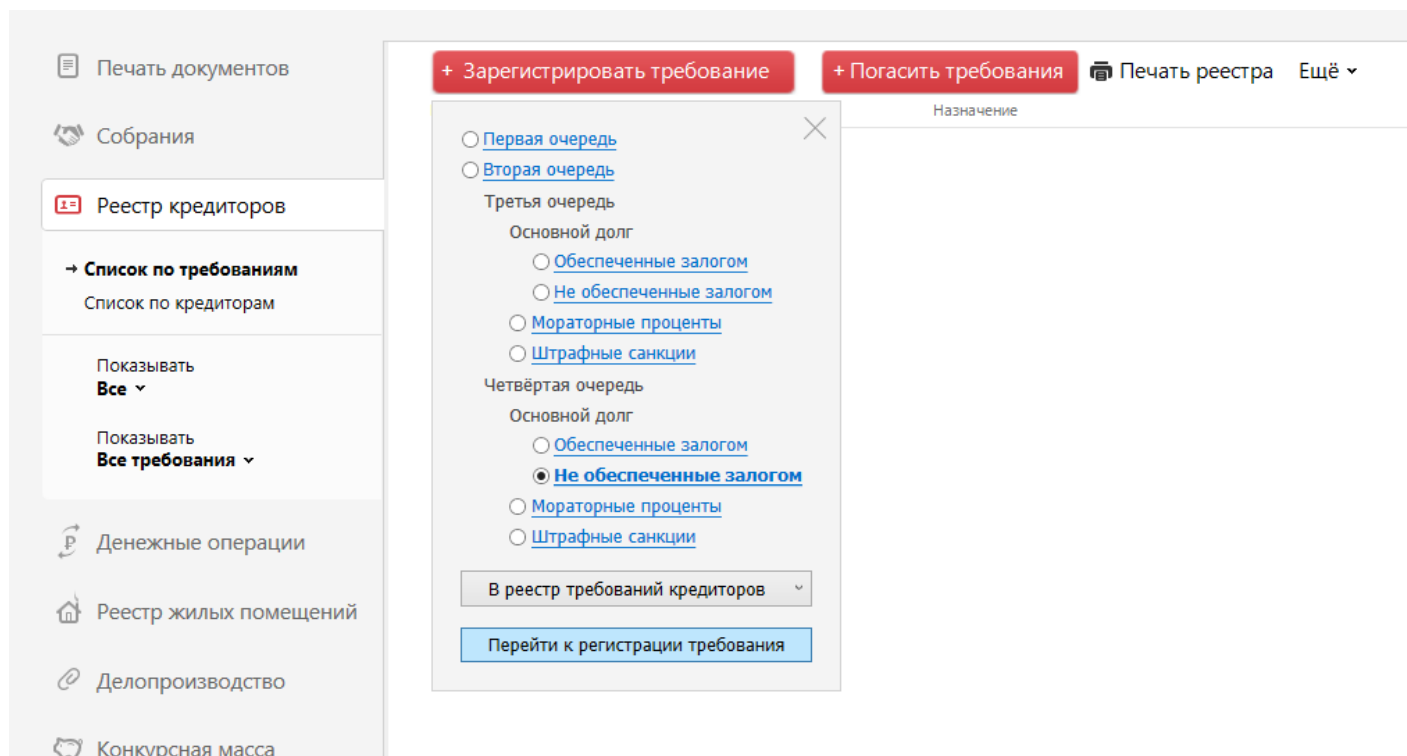 Печать документов
Собрания
Реестр кредиторов
→ Список по требованиям
Список по кредиторам
Показывать
Все
Показывать
Все требования
Денежные операции
Реестр жилых помещений
Делопроизводство
Конкурсная масса
+ Зарегистрировать требование
+ Погасить требования
Печать реестра
Ещё
Назначение
Первая очередь
Вторая очередь
Третья очередь
Основной долг
Обеспеченные залогом
Не обеспеченные залогом
Мораторные проценты
Штрафные санкции
Четвёртая очередь
Основной долг
Обеспеченные залогом
Не обеспеченные залогом
Мораторные проценты
Штрафные санкции
В реестр требований кредиторов
Перейти к регистрации требования